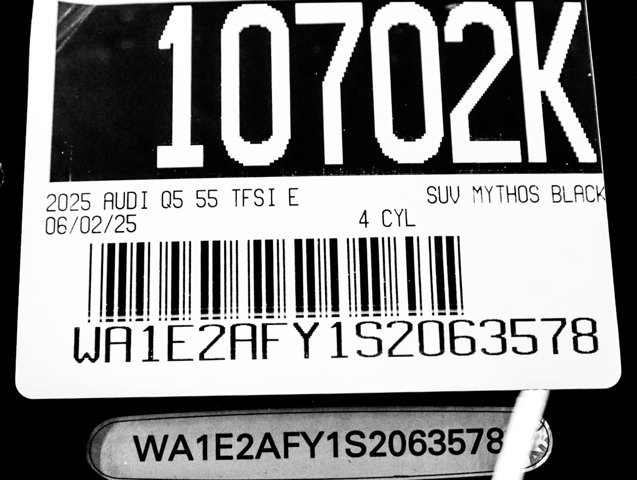 10702K
2025 AUDI Q5 55 TFSI E SUV MYTHOS BLACK
06/02/25 4 CYL
WA1E2AFY1S2063578
WA1E2AFY1S2063578